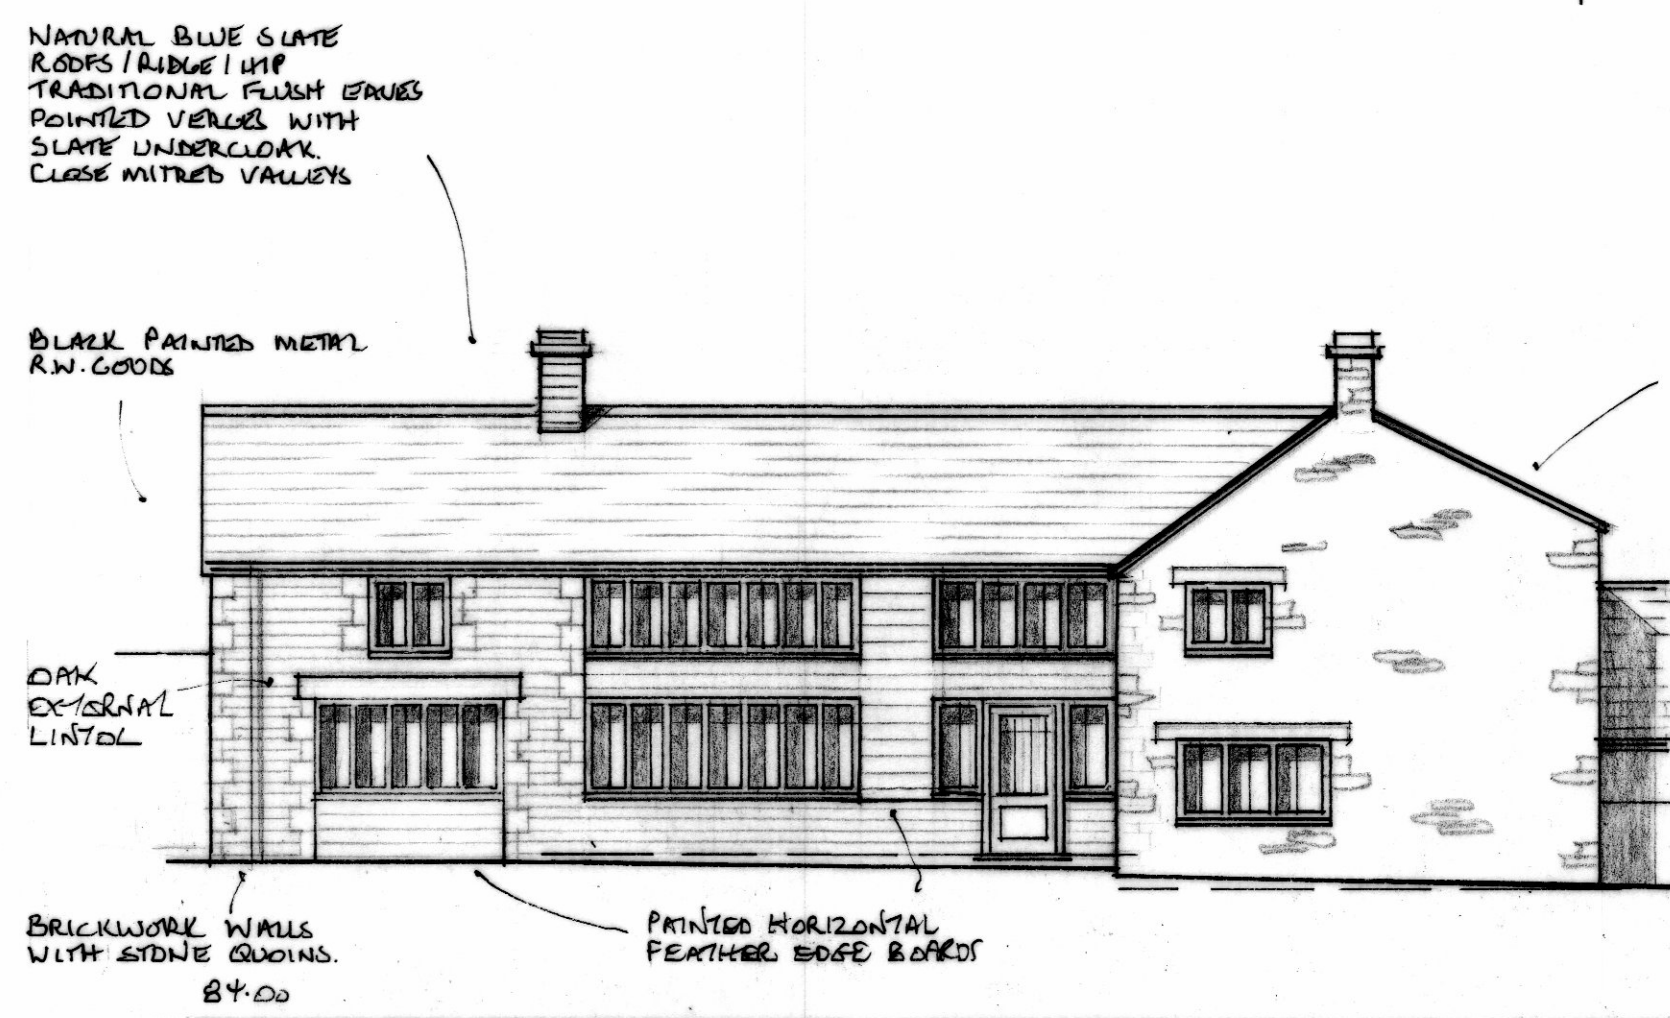 NATURAL BLUE SLATE
ROOFS / RIDGE / HIP
TRADITIONAL FLUSH EAVES
POINTED VERGES WITH
SLATE UNDERCLOAK.
CLOSE MITRED VALLEYS
BLACK PAINTED METAL
R.W. GOODS
OAK
EXTERNAL
LINTOL
BRICKWORK WALLS
WITH STONE QUOINS.
84.00
PAINTED HORIZONTAL
FEATHER EDGE BOARDS